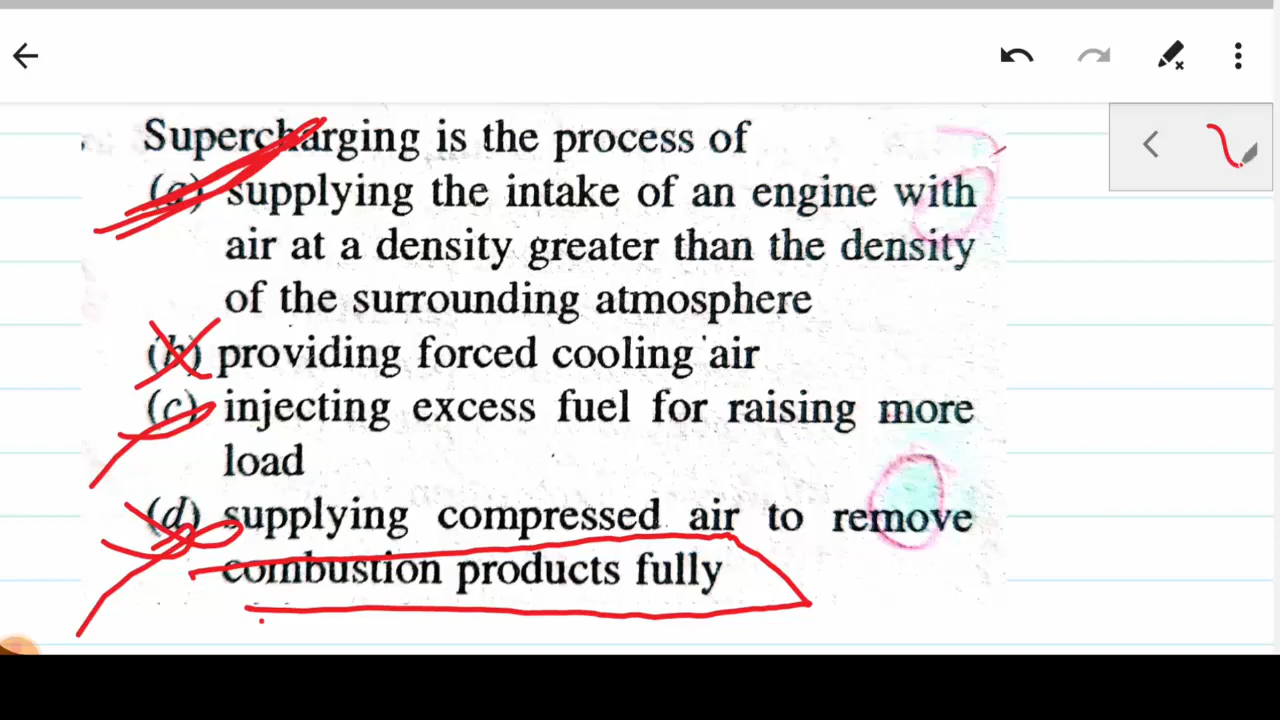 Supercharging is the process of
(a) supplying the intake of an engine with
air at a density greater than the density
of the surrounding atmosphere
(b) providing forced cooling air
(c) injecting excess fuel for raising more
load
(d) supplying compressed air to remove
combustion products fully